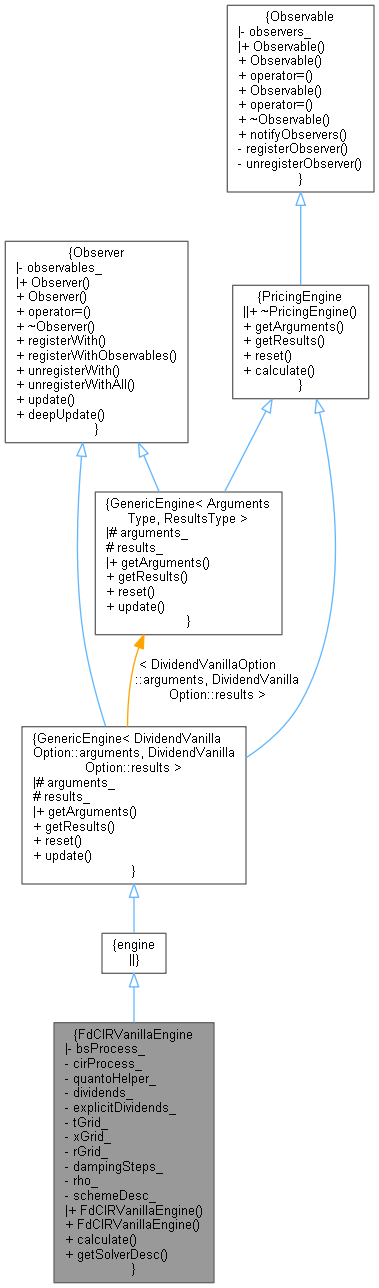 {Observable
|- observers_
|+ Observable()
+ Observable()
+ operator=()
+ Observable()
+ operator=()
+ ~Observable()
+ notifyObservers()
- registerObserver()
- unregisterObserver()
}
{Observer
|- observables_
|+ Observer()
+ Observer()
+ operator=()
+ ~Observer()
+ registerWith()
+ registerWithObservables()
+ unregisterWith()
+ unregisterWithAll()
+ update()
+ deepUpdate()
}
{PricingEngine
||+ ~PricingEngine()
+ getArguments()
+ getResults()
+ reset()
+ calculate()
}
{GenericEngine< Arguments
Type, ResultsType >
|# arguments_
# results_
|+ getArguments()
+ getResults()
+ reset()
+ update()
}
< DividendVanillaOption
::arguments, DividendVanilla
Option::results >
{GenericEngine< DividendVanilla
Option::arguments, DividendVanilla
Option::results >
|# arguments_
# results_
|+ getArguments()
+ getResults()
+ reset()
+ update()
}
{engine
||}
{FdCIRVanillaEngine
|- bsProcess_
- cirProcess_
- quantoHelper_
- dividends_
- explicitDividends_
- tGrid_
- xGrid_
- rGrid_
- dampingSteps_
- rho_
- schemeDesc_
|+ FdCIRVanillaEngine()
+ FdCIRVanillaEngine()
+ calculate()
+ getSolverDesc()
}